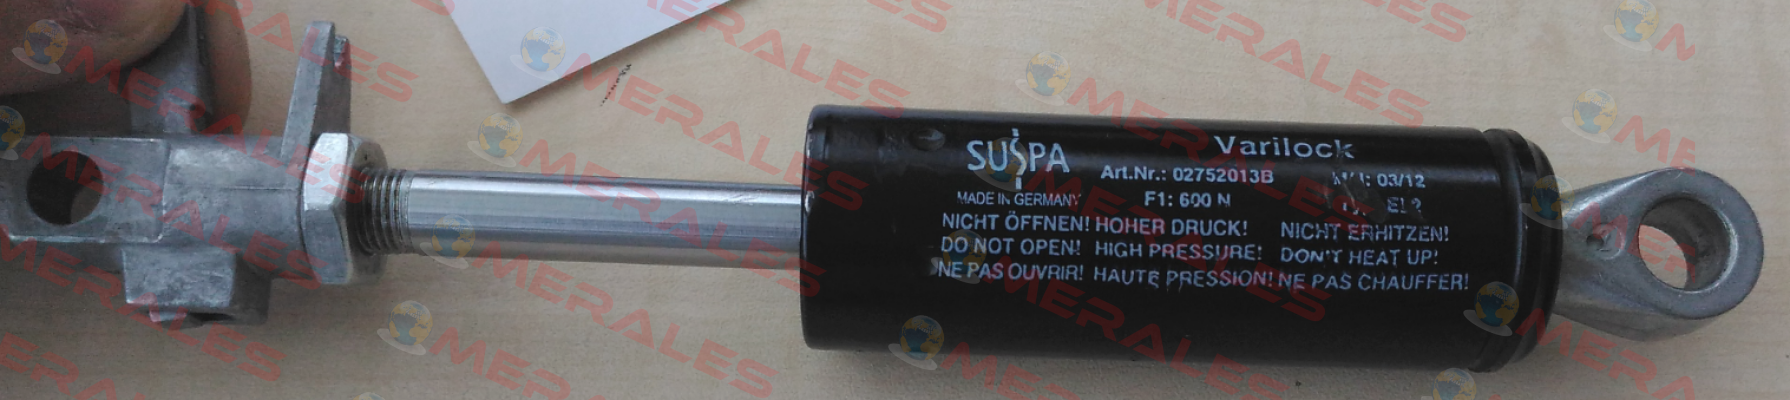 SUSPA
Varilock
Art.Nr.: 02752013B
03/12
MADE IN GERMANY
F1: 600 N
NICHT ÖFFNEN! HOHER DRUCK! NICHT ERHITZEN!
DO NOT OPEN! HIGH PRESSURE! DON'T HEAT UP!
NE PAS OUVRIR! HAUTE PRESSION! NE PAS CHAUFFER!
OMERALES